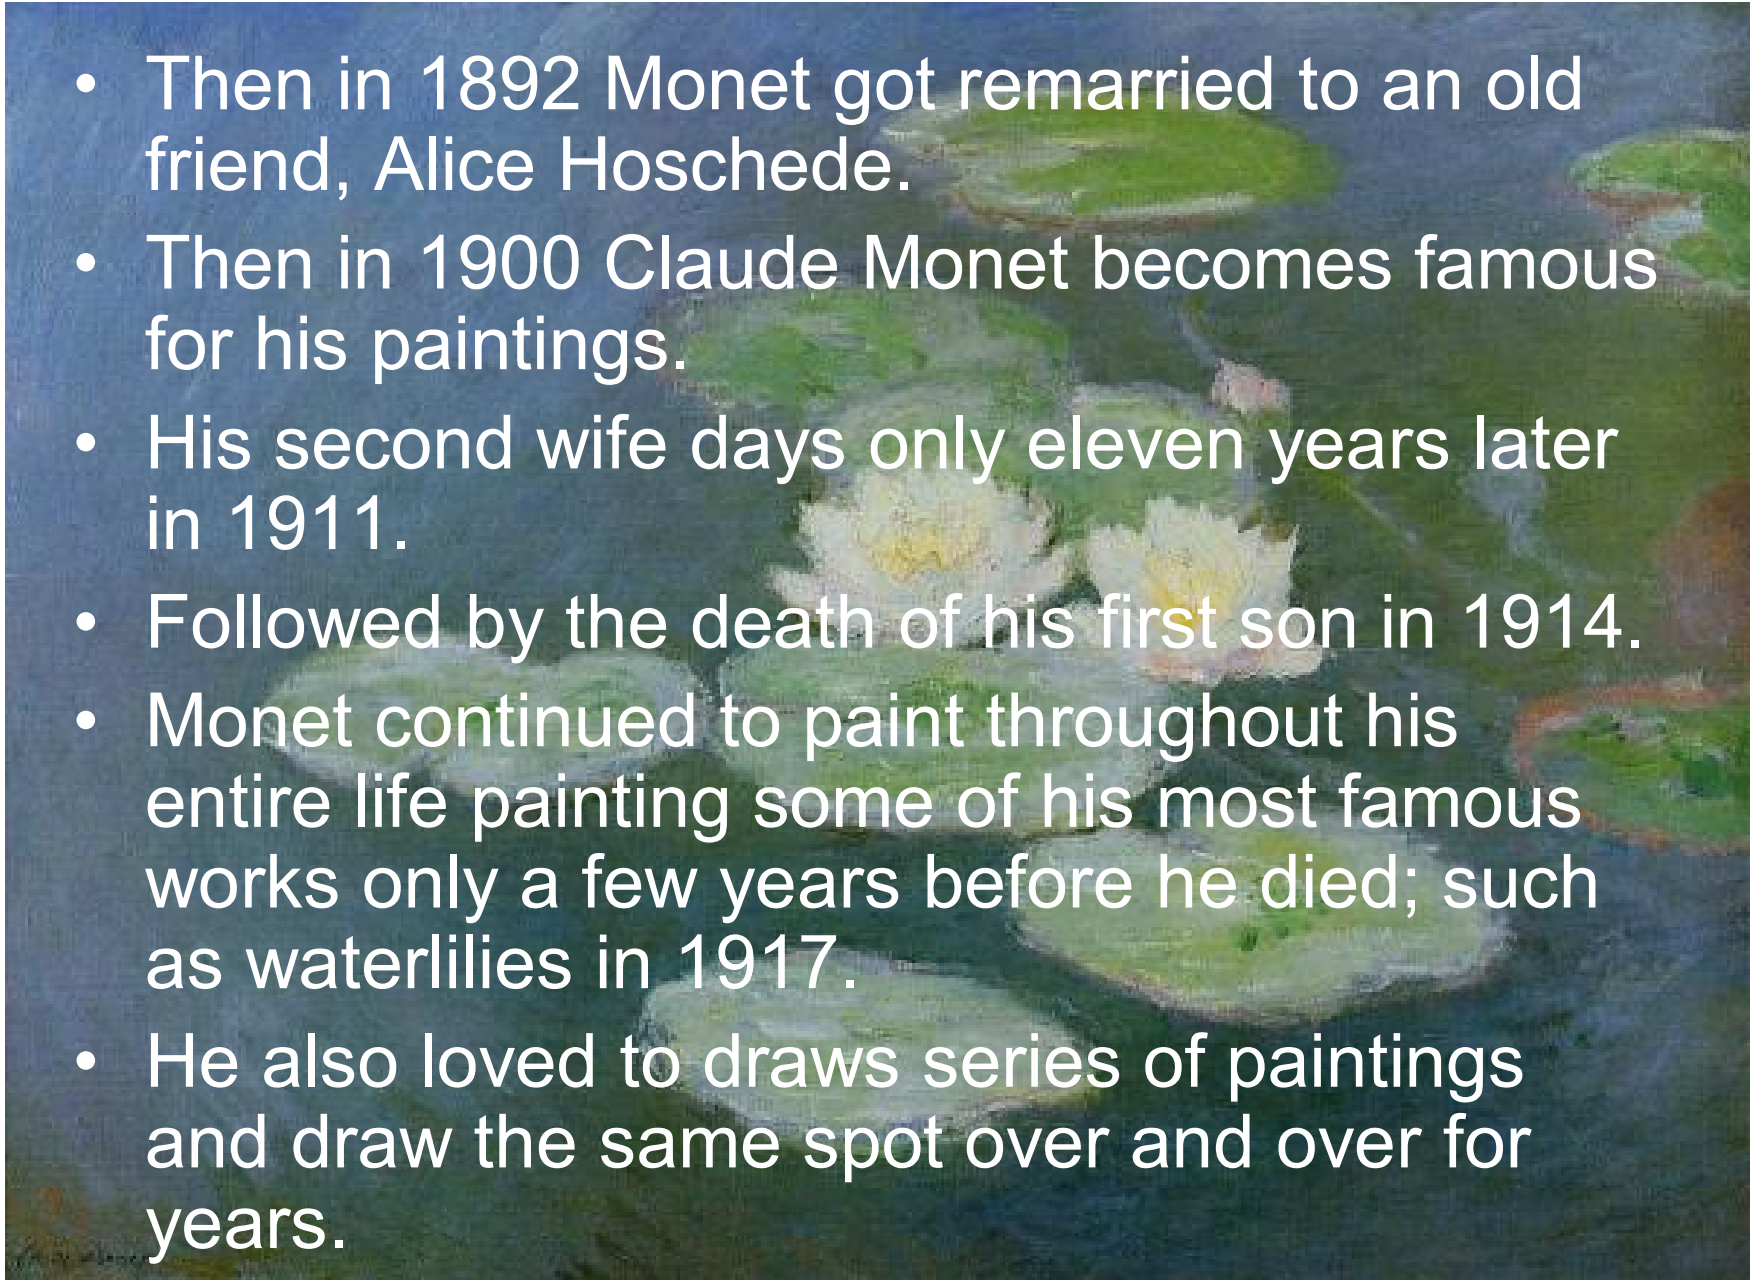 • Then in 1892 Monet got remarried to an old
friend, Alice Hoschede.
• Then in 1900 Claude Monet becomes famous
for his paintings.
• His second wife days only eleven years later
in 1911.
• Followed by the death of his first son in 1914.
• Monet continued to paint throughout his
entire life painting some of his most famous
works only a few years before he died; such
as waterlilies in 1917.
• He also loved to draws series of paintings
and draw the same spot over and over for
years.